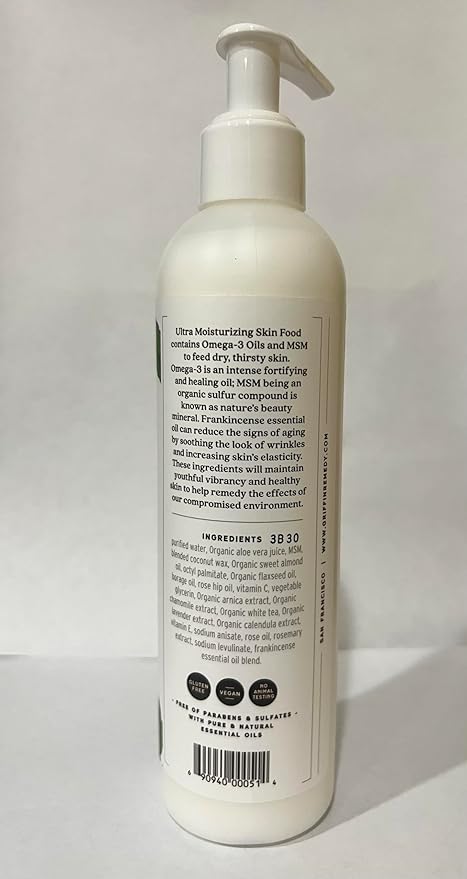 Ultra Moisturizing Skin Food
contains Omega-3 Oils and MSM
to feed dry, thirsty skin.
Omega-3 is an intense fortifying
and healing oil; MSM being an
organic sulfur compound is
known as nature's beauty
mineral. Frankincense essential
oil can reduce the signs of aging
by soothing the look of wrinkles
and increasing skin's elasticity.
These ingredients will maintain
youthful vibrancy and healthy
skin to help remedy the effects of
our compromised environment.
INGREDIENTS 3B30
purified water, Organic aloe vera juice, MSM,
blended coconut wax, Organic sweet almond
oil, octyl palmitate, Organic flaxseed oil,
borage oil, rose hip oil, vitamin C, vegetable
glycerin, Organic arnica extract, Organic
chamomile extract, Organic white tea, Organic
lavender extract, Organic calendula extract,
vitamin E, sodium anisate, rose oil, rosemary
extract, sodium levulinate, frankincense
essential oil blend.
GLUTEN
FREE
VEGAN
NO
ANIMAL
TESTING
- FREE OF PARABENS & SULFATES -
WITH PURE & NATURAL
ESSENTIAL OILS
6 90940 00051 4
SAN FRANCISCO | WWW.GRIFFINREMEDY.COM